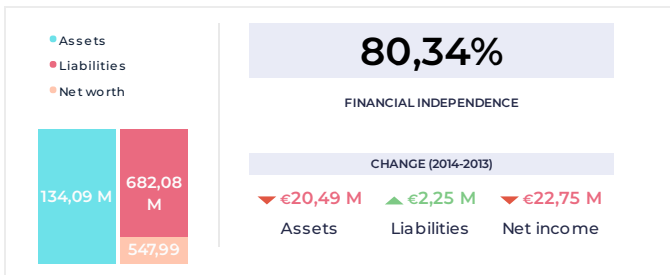 Assets
Liabilities
Net worth
134,09 M
682,08
M
547,99
80,34%
FINANCIAL INDEPENDENCE
CHANGE (2014-2013)
€20,49 M
€2,25 M
€22,75 M
Assets
Liabilities
Net income